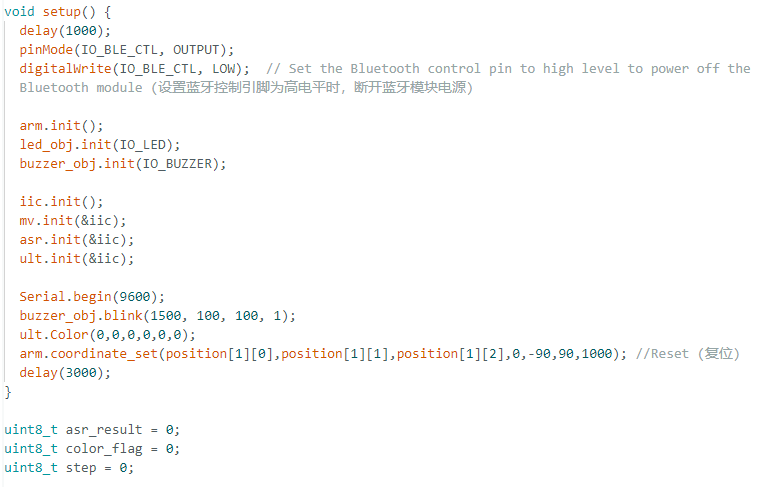 void setup() {
delay(1000);
pinMode(IO_BLE_CTL, OUTPUT);
digitalWrite(IO_BLE_CTL, LOW);  // Set the Bluetooth control pin to high level to power off the
Bluetooth module (设置蓝牙控制引脚为高电平时，断开蓝牙模块电源)
arm.init();
led_obj.init(IO_LED);
buzzer_obj.init(IO_BUZZER);
iic.init();
mv.init(&iic);
asr.init(&iic);
ult.init(&iic);
Serial.begin(9600);
buzzer_obj.blink(1500, 100, 100, 1);
ult.Color(0,0,0,0,0,0);
arm.coordinate_set(position[1][0],position[1][1],position[1][2],0,-90,90,1000); //Reset (复位)
delay(3000);
}
uint8_t asr_result = 0;
uint8_t color_flag = 0;
uint8_t step = 0;